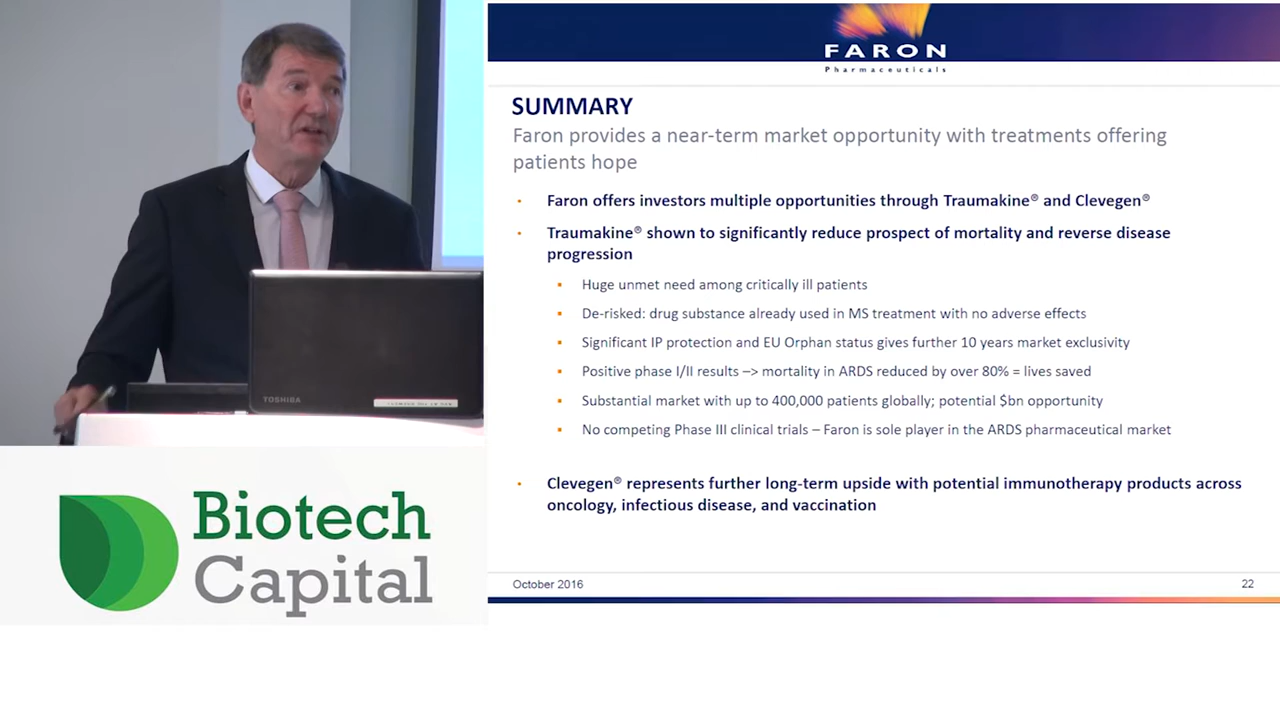 FARON
Pharmaceuticals
SUMMARY
Faron provides a near-term market opportunity with treatments offering
patients hope
• Faron offers investors multiple opportunities through Traumakine® and Clevegen®
• Traumakine® shown to significantly reduce prospect of mortality and reverse disease
progression
▪ Huge unmet need among critically ill patients
▪ De-risked: drug substance already used in MS treatment with no adverse effects
▪ Significant IP protection and EU Orphan status gives further 10 years market exclusivity
▪ Positive phase I/II results –> mortality in ARDS reduced by over 80% = lives saved
▪ Substantial market with up to 400,000 patients globally; potential $bn opportunity
▪ No competing Phase III clinical trials – Faron is sole player in the ARDS pharmaceutical market
• Clevegen® represents further long-term upside with potential immunotherapy products across
oncology, infectious disease, and vaccination
October 2016
22
TOSHIBA
Biotech
Capital